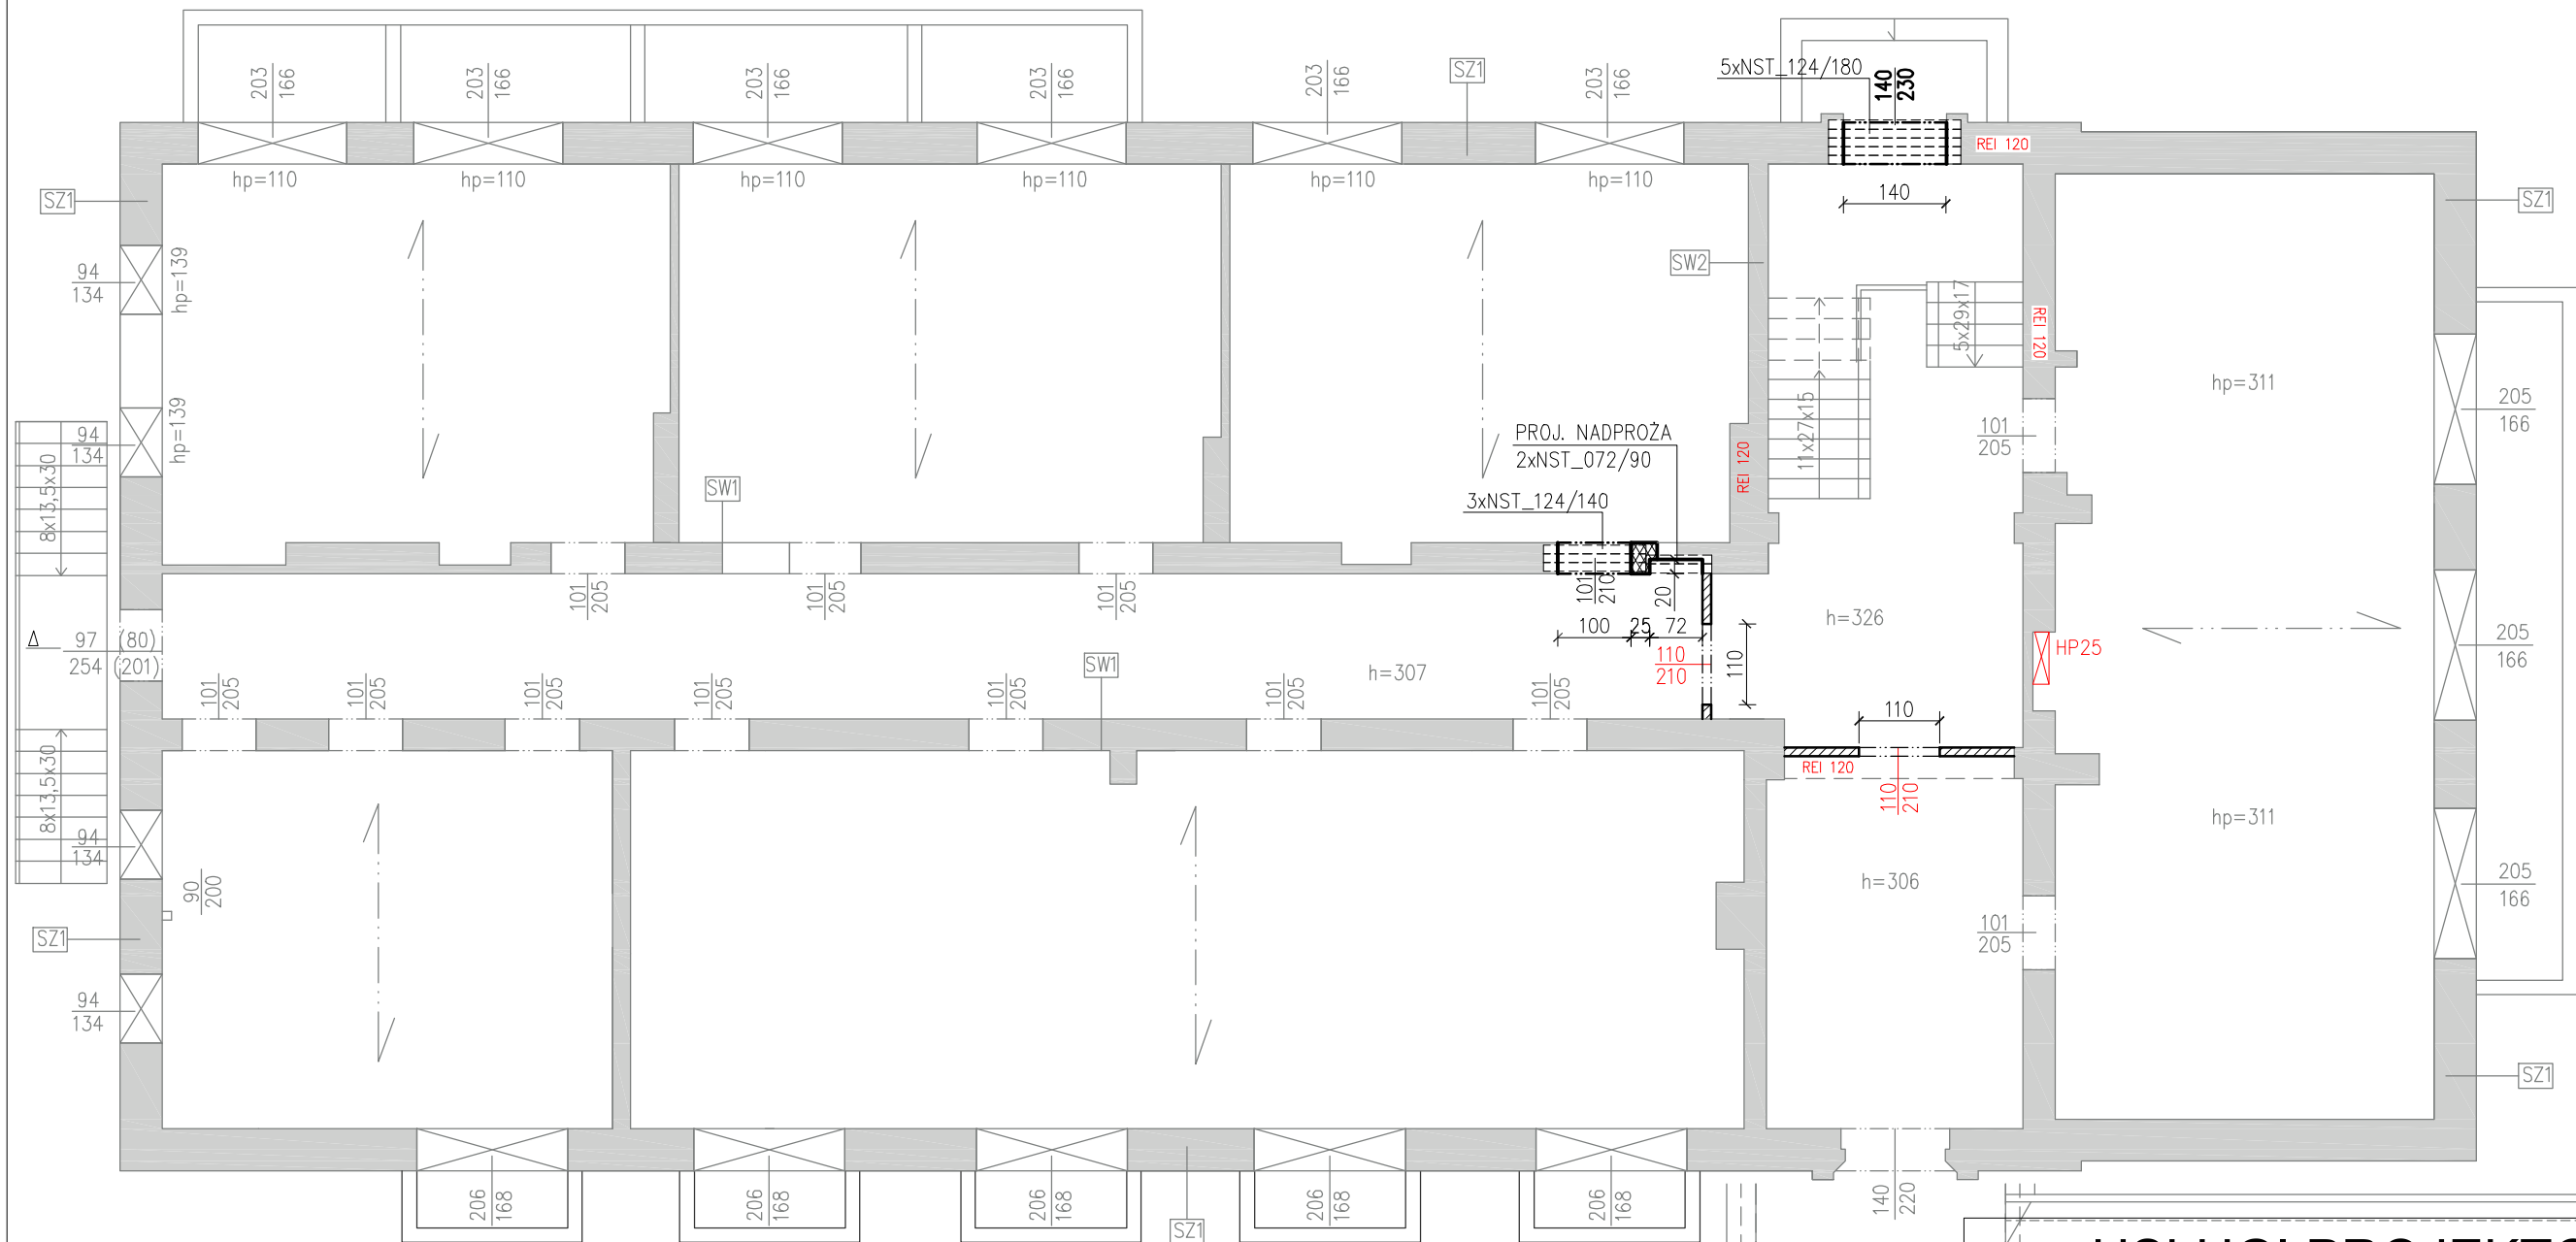 203
166
203
166
203
166
203
166
203
166
203
166
SZ1
5xNST_124/180
140
230
REI 120
hp=110
hp=110
hp=110
hp=110
hp=110
hp=110
140
SZ1
SZ1
SW2
94
134
hp=139
5x29x17
REI 120
hp=311
94
134
hp=139
11x27x15
101
205
205
166
PROJ. NADPROŻA
2xNST_072/90
REI 120
8x13,5x30
SW1
3xNST_124/140
101
205
101
205
101
205
101
210
20
100
25
72
h=326
97
(80)
254
(201)
110
210
110
HP25
205
166
SW1
h=307
101
205
101
205
101
205
101
205
101
205
101
205
101
205
110
REI 120
110
210
8x13,5x30
94
134
hp=311
90
200
h=306
205
166
SZ1
101
205
94
134
SZ1
206
168
206
168
206
168
206
168
206
168
SZ1
140
220